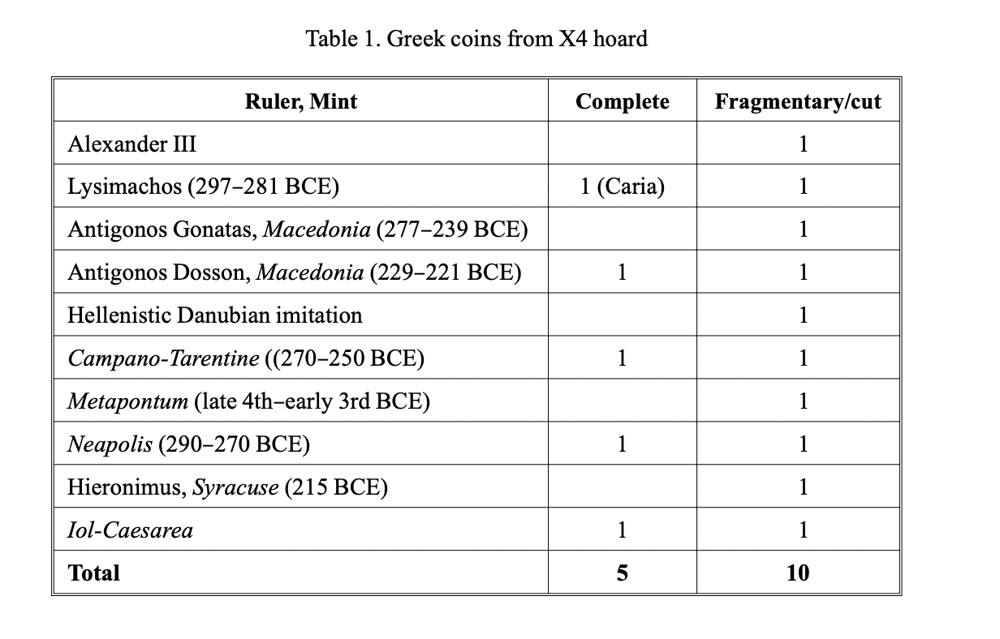 Table 1. Greek coins from X4 hoard
Ruler, Mint Complete Fragmentary/cut
Alexander III 1
Lysimachos (297–281 BCE) 1 (Caria) 1
Antigonos Gonatas, Macedonia (277–239 BCE) 1
Antigonos Dosson, Macedonia (229–221 BCE) 1 1
Hellenistic Danubian imitation 1
Campano-Tarentine ((270–250 BCE) 1 1
Metapontum (late 4th–early 3rd BCE) 1
Neapolis (290–270 BCE) 1 1
Hieronimus, Syracuse (215 BCE) 1
Iol-Caesarea 1 1
Total 5 10